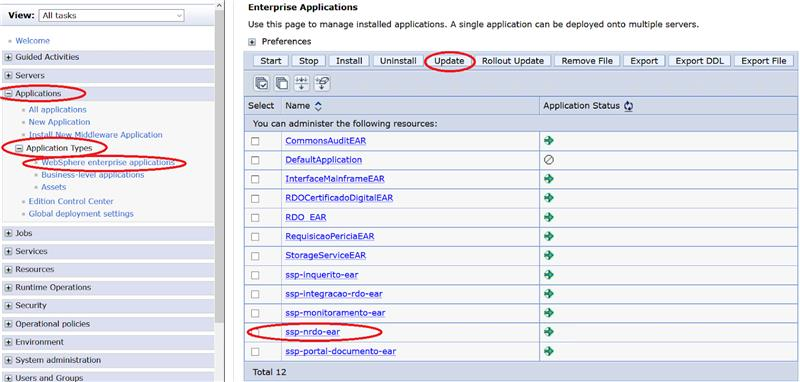 View: All tasks
Welcome
Guided Activities
Servers
Applications
All applications
New Application
Install New Middleware Application
Application Types
WebSphere enterprise applications
Business-level applications
Assets
Edition Control Center
Global deployment settings
Jobs
Services
Resources
Runtime Operations
Security
Operational policies
Environment
System administration
Users and Groups
Enterprise Applications
Use this page to manage installed applications. A single application can be deployed onto multiple servers.
Preferences
Start Stop Install Uninstall Update Rollout Update Remove File Export Export DDL Export File
Select Name Application Status
You can administer the following resources:
CommonsAuditEAR
DefaultApplication
InterfaceMainframeEAR
RDOCertificadoDigitalEAR
RDO_EAR
RequisicaoPericiaEAR
StorageServiceEAR
ssp-inquerito-ear
ssp-integracao-rdo-ear
ssp-monitoramento-ear
ssp-nrdo-ear
ssp-portal-documento-ear
Total 12